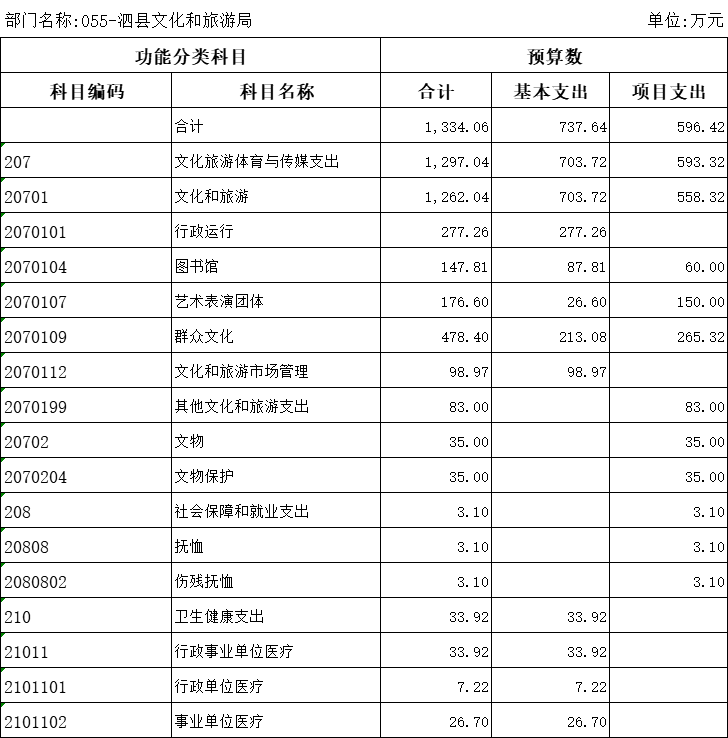 部门名称:055-泗县文化和旅游局 单位:万元
功能分类科目 预算数
科目编码 科目名称 合计 基本支出 项目支出
合计 1,334.06 737.64 596.42
207 文化旅游体育与传媒支出 1,297.04 703.72 593.32
20701 文化和旅游 1,262.04 703.72 558.32
2070101 行政运行 277.26 277.26
2070104 图书馆 147.81 87.81 60.00
2070107 艺术表演团体 176.60 26.60 150.00
2070109 群众文化 478.40 213.08 265.32
2070112 文化和旅游市场管理 98.97 98.97
2070199 其他文化和旅游支出 83.00 83.00
20702 文物 35.00 35.00
2070204 文物保护 35.00 35.00
208 社会保障和就业支出 3.10 3.10
20808 抚恤 3.10 3.10
2080802 伤残抚恤 3.10 3.10
210 卫生健康支出 33.92 33.92
21011 行政事业单位医疗 33.92 33.92
2101101 行政单位医疗 7.22 7.22
2101102 事业单位医疗 26.70 26.70